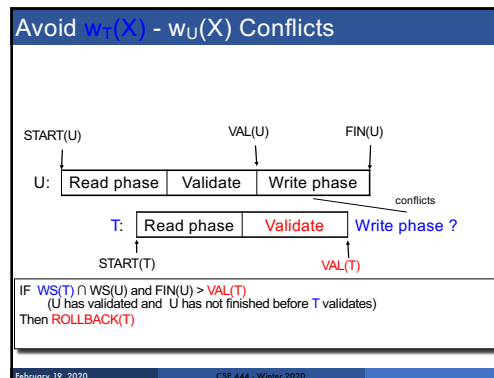 Avoid w_T(X) - w_U(X) Conflicts
START(U) VAL(U) FIN(U)
U: Read phase Validate Write phase
conflicts
T: Read phase Validate Write phase ?
START(T) VAL(T)
IF WS(T) ∩ WS(U) and FIN(U) > VAL(T)
(U has validated and U has not finished before T validates)
Then ROLLBACK(T)
February 19, 2020 CSE 444 - Winter 2020